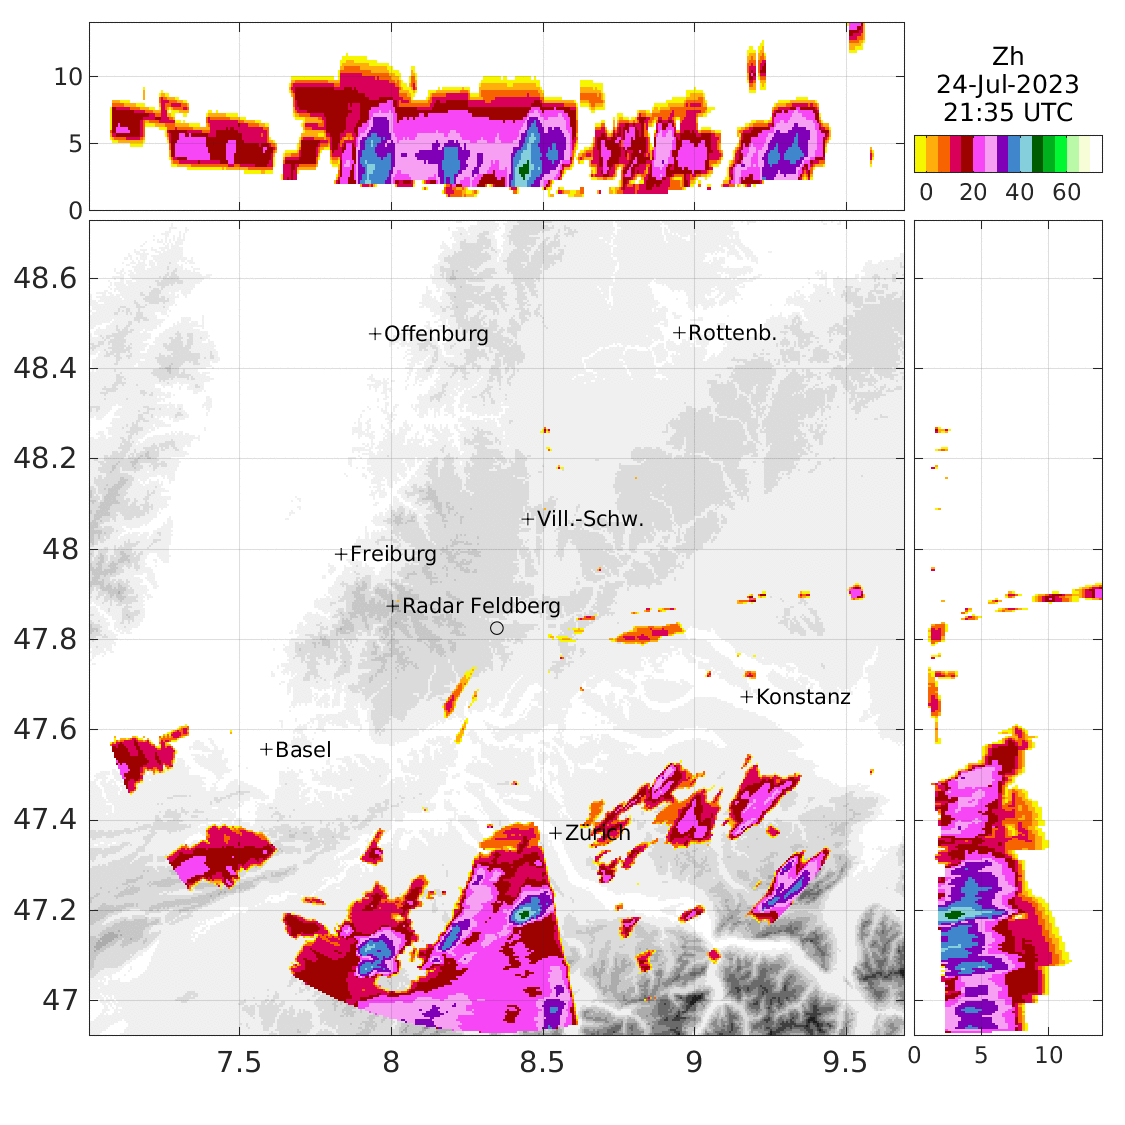 10
5
0
Zh
24-Jul-2023
21:35 UTC
0 20 40 60
48.6
48.4
48.2
48
47.8
47.6
47.4
47.2
47
+Offenburg
+Rottenb.
+Vill.-Schw.
+Freiburg
+Radar Feldberg
+Konstanz
+Basel
+Zürich
7.5 8 8.5 9 9.5
0 5 10